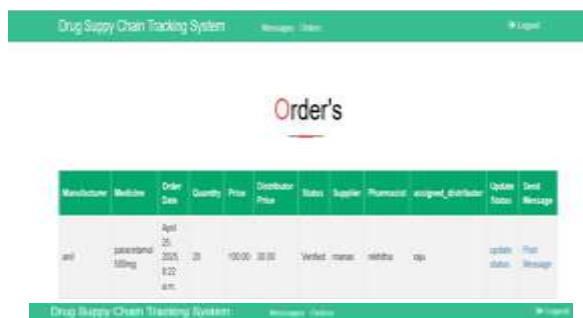 Drug Suppy Chain Tracking System Messages Orders Logout
Order's
Manufacturer Medicine Order Date Quantity Price Distributor Price Status Supplier Pharmacist assigned_distributor Update Status Send Message
anil paracetamol 500mg April 25, 2025, 8:22 a.m. 20 100.00 30.00 Verified manas raju update status Post Message
Drug Suppy Chain Tracking System Messages Orders Logout